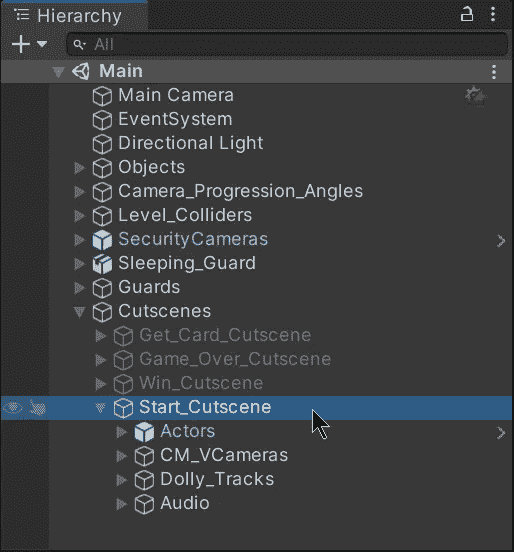 Hierarchy
All
Main
Main Camera
EventSystem
Directional Light
Objects
Camera_Progression_Angles
Level_Colliders
SecurityCameras
Sleeping_Guard
Guards
Cutscenes
Get_Card_Cutscene
Game_Over_Cutscene
Win_Cutscene
Start_Cutscene
Actors
CM_VCameras
Dolly_Tracks
Audio